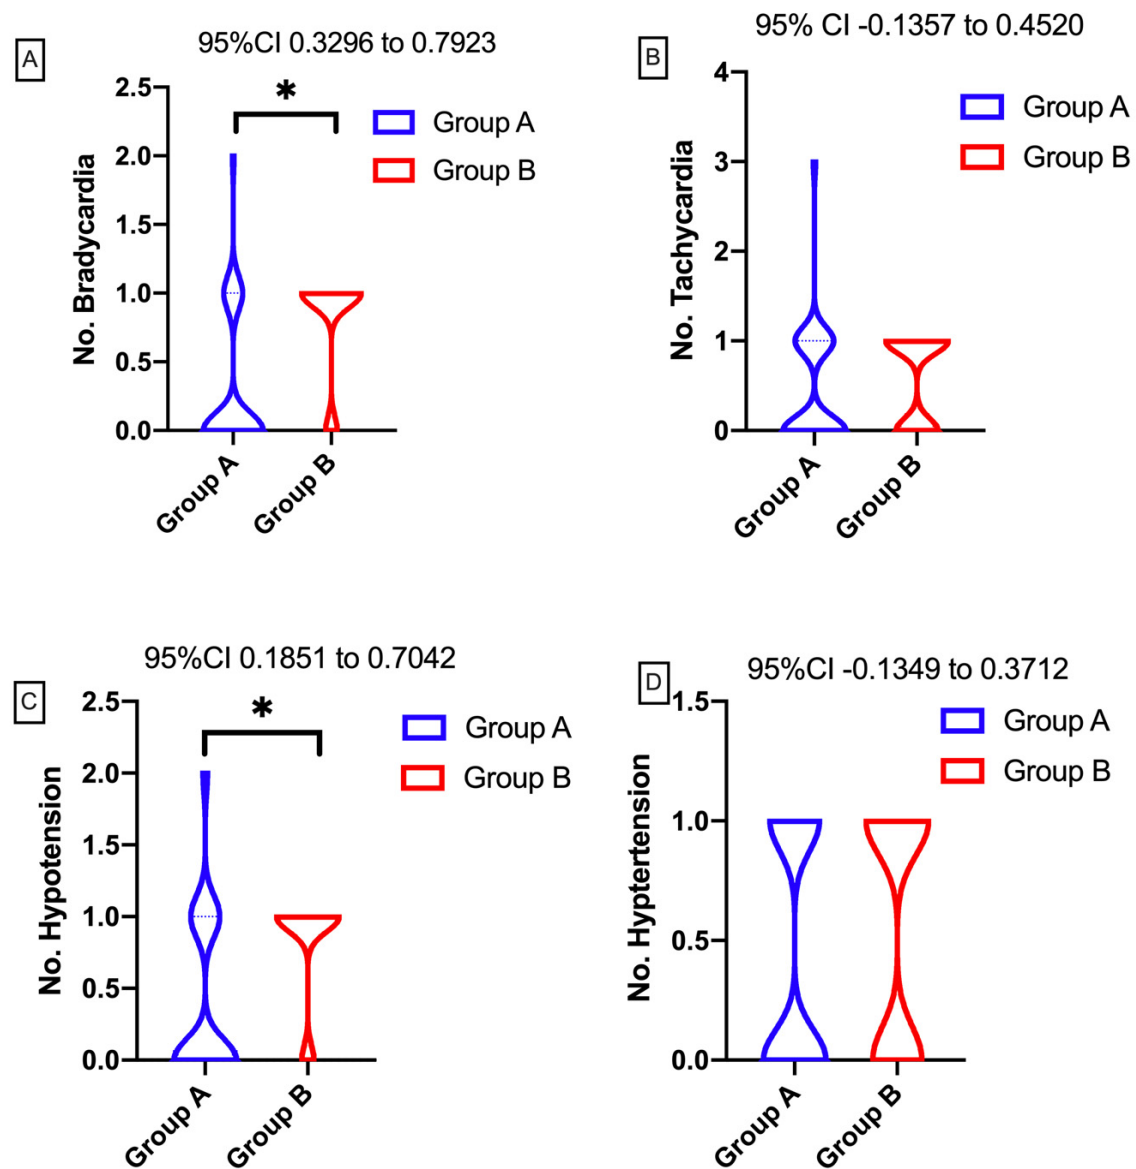 A
95%CI 0.3296 to 0.7923
*
No. Bradycardia
2.5
2.0
1.5
1.0
0.5
0.0
Group A
Group B
Group A
Group B
B
95% CI -0.1357 to 0.4520
No. Tachycardia
4
3
2
1
0
Group A
Group B
Group A
Group B
C
95%CI 0.1851 to 0.7042
*
No. Hypotension
2.5
2.0
1.5
1.0
0.5
0.0
Group A
Group B
Group A
Group B
D
95%CI -0.1349 to 0.3712
No. Hyptertension
1.5
1.0
0.5
0.0
Group A
Group B
Group A
Group B